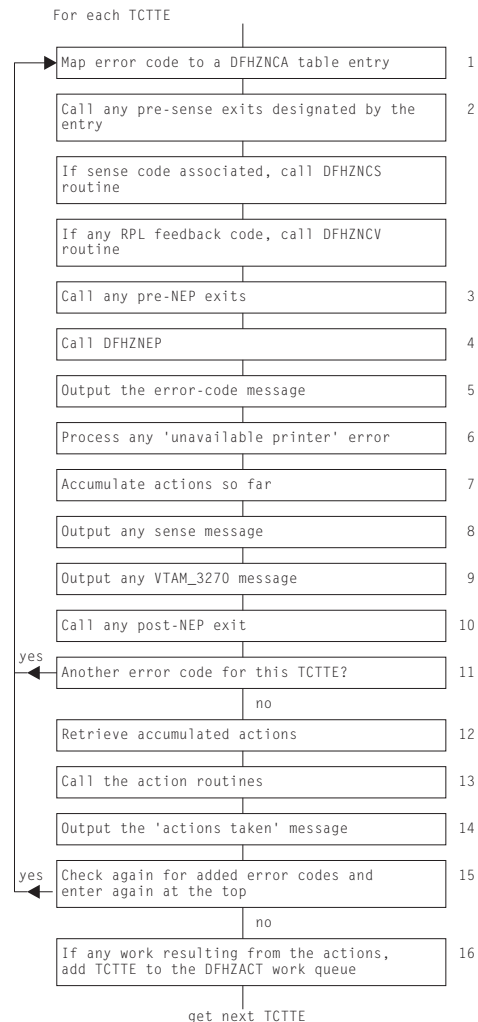 For each TCTTE
Map error code to a DFHZNCA table entry 1
Call any pre-sense exits designated by the 2
entry
If sense code associated, call DFHZNCS
routine
If any RPL feedback code, call DFHZNCV
routine
Call any pre-NEP exits 3
Call DFHZNEP 4
Output the error-code message 5
Process any 'unavailable printer' error 6
Accumulate actions so far 7
Output any sense message 8
Output any VTAM_3270 message 9
Call any post-NEP exit 10
yes
Another error code for this TCTTE? 11
no
Retrieve accumulated actions 12
Call the action routines 13
Output the 'actions taken' message 14
yes Check again for added error codes and 15
enter again at the top
no
If any work resulting from the actions, 16
add TCTTE to the DFHZACT work queue
get next TCTTE